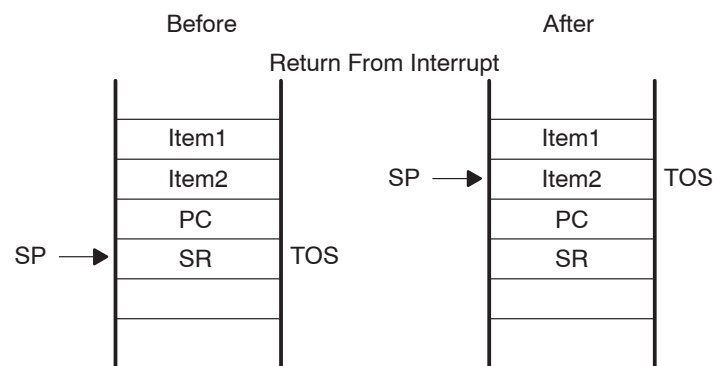 Before After
Return From Interrupt
Item1 Item1
Item2 SP Item2 TOS
PC PC
SP SR TOS SR